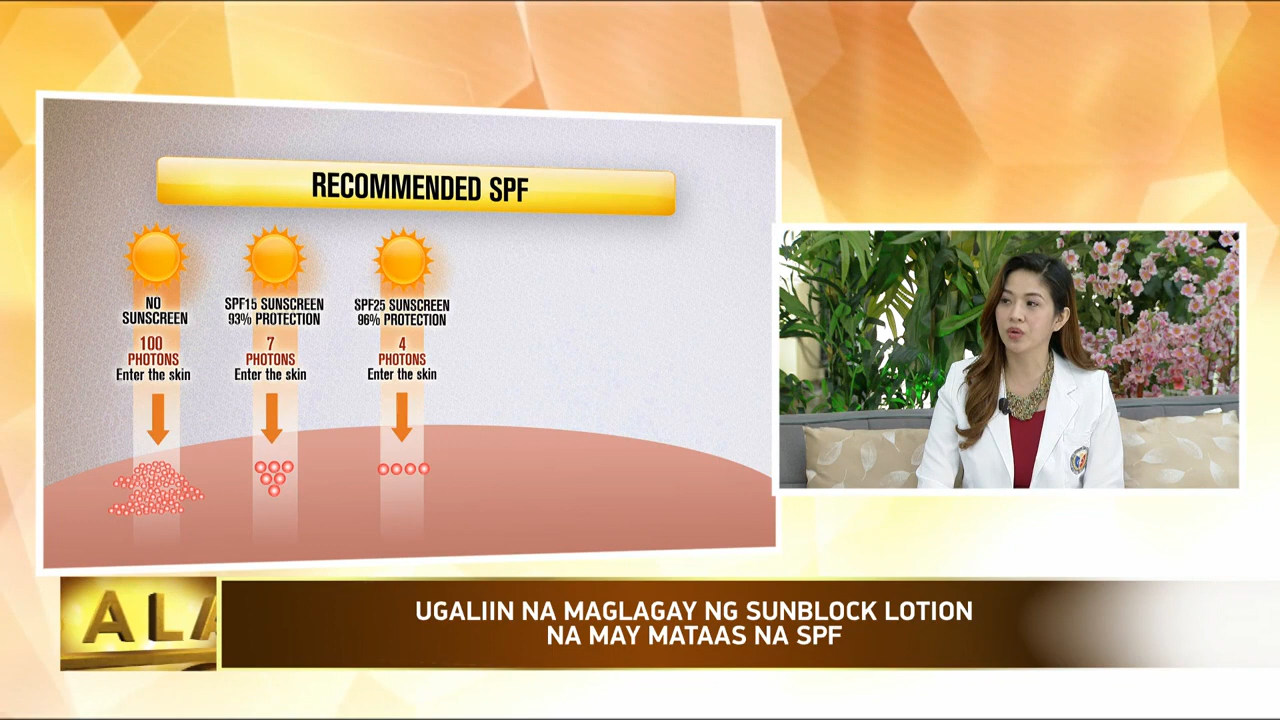 RECOMMENDED SPF
NO
SUNSCREEN
100
PHOTONS
Enter the skin
SPF15 SUNSCREEN
93% PROTECTION
7
PHOTONS
Enter the skin
SPF25 SUNSCREEN
96% PROTECTION
4
PHOTONS
Enter the skin
ALA
UGALIIN NA MAGLAGAY NG SUNBLOCK LOTION
NA MAY MATAAS NA SPF